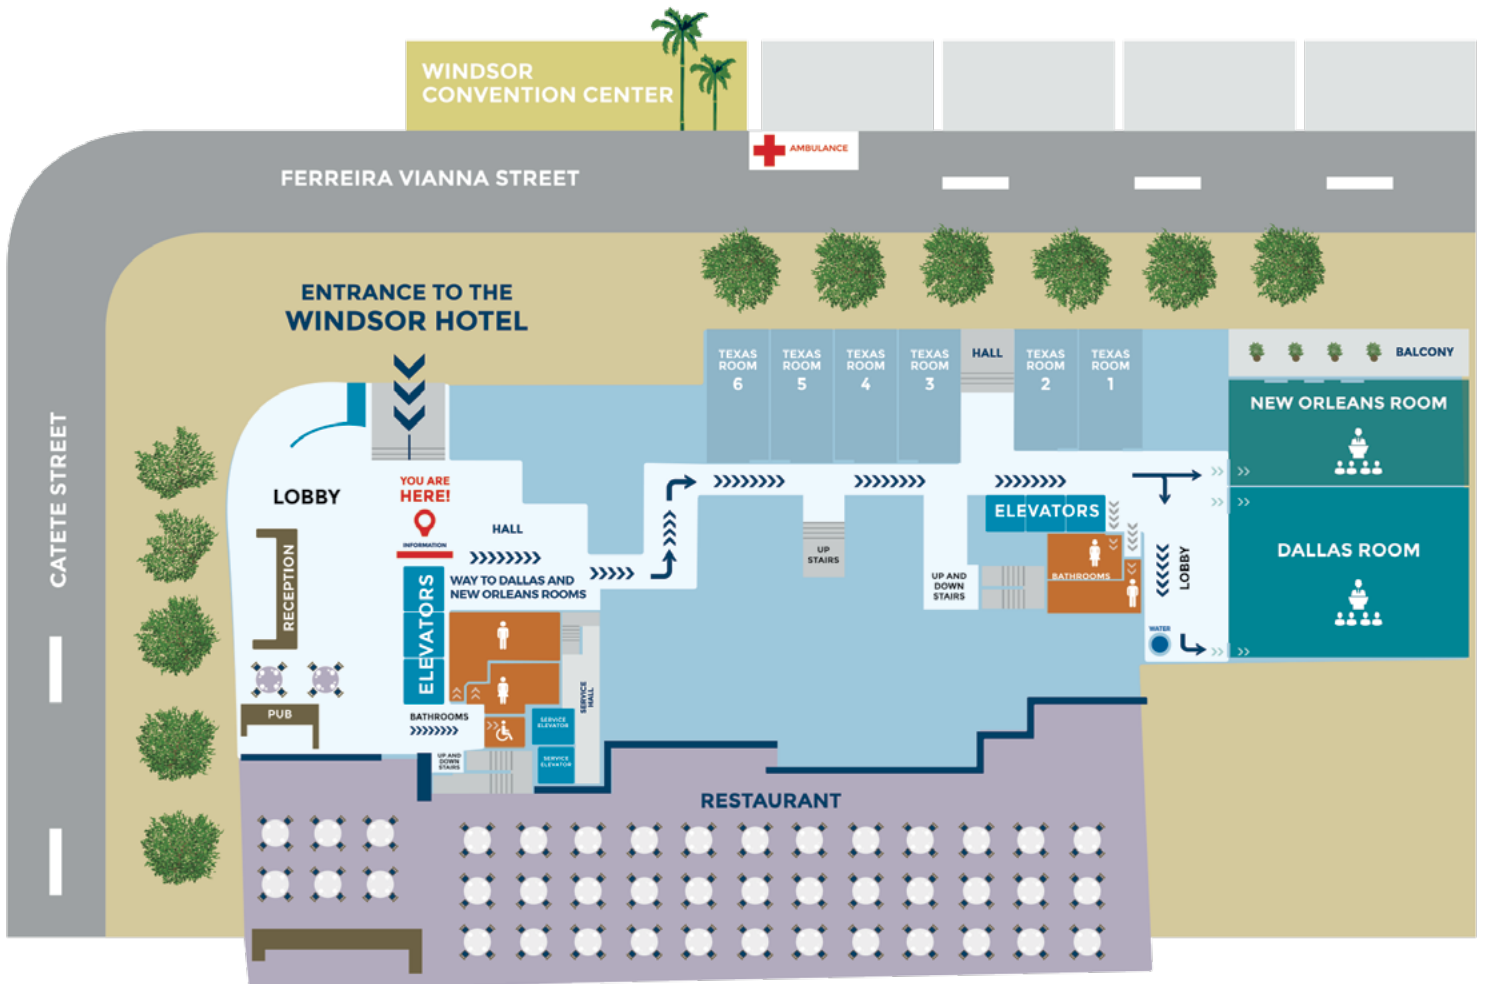 WINDSOR
CONVENTION CENTER
AMBULANCE
FERREIRA VIANNA STREET
ENTRANCE TO THE
WINDSOR HOTEL
CATETE STREET
TEXAS
ROOM
6
TEXAS
ROOM
5
TEXAS
ROOM
4
TEXAS
ROOM
3
HALL
TEXAS
ROOM
2
TEXAS
ROOM
1
BALCONY
NEW ORLEANS ROOM
DALLAS ROOM
LOBBY
YOU ARE
HERE!
INFORMATION
HALL
WAY TO DALLAS AND
NEW ORLEANS ROOMS
RECEPTION
ELEVATORS
PUB
BATHROOMS
UP AND
DOWN
STAIRS
SERVICE
ELEVATOR
SERVICE
ELEVATOR
SERVICE
HALL
UP
STAIRS
UP AND
DOWN
STAIRS
ELEVATORS
BATHROOMS
LOBBY
WATER
RESTAURANT